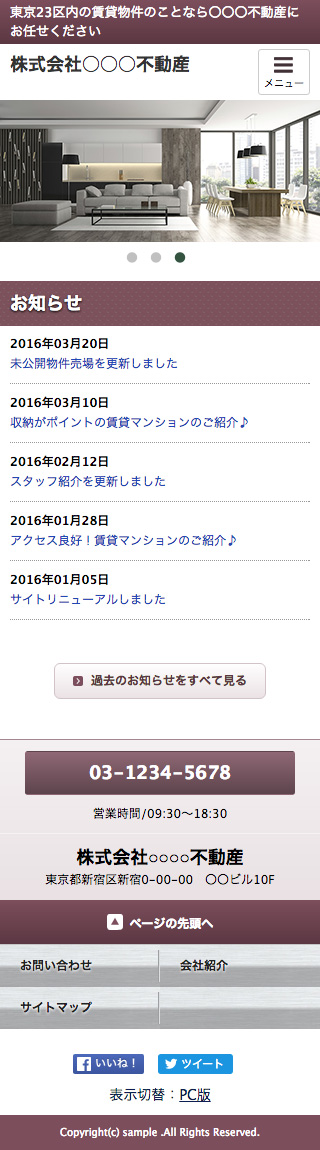 東京23区内の賃貸物件のことなら〇〇〇不動産に
お任せください
株式会社〇〇〇不動産
メニュー
お知らせ
2016年03月20日
未公開物件売場を更新しました
2016年03月10日
収納がポイントの賃貸マンションのご紹介♪
2016年02月12日
スタッフ紹介を更新しました
2016年01月28日
アクセス良好！賃貸マンションのご紹介♪
2016年01月05日
サイトリニューアルしました
過去のお知らせをすべて見る
03-1234-5678
営業時間/09:30〜18:30
株式会社○○○○不動産
東京都新宿区新宿0-00-00　〇〇ビル10F
ページの先頭へ
お問い合わせ
会社紹介
サイトマップ
いいね！
ツイート
表示切替：PC版
Copyright(c) sample .All Rights Reserved.